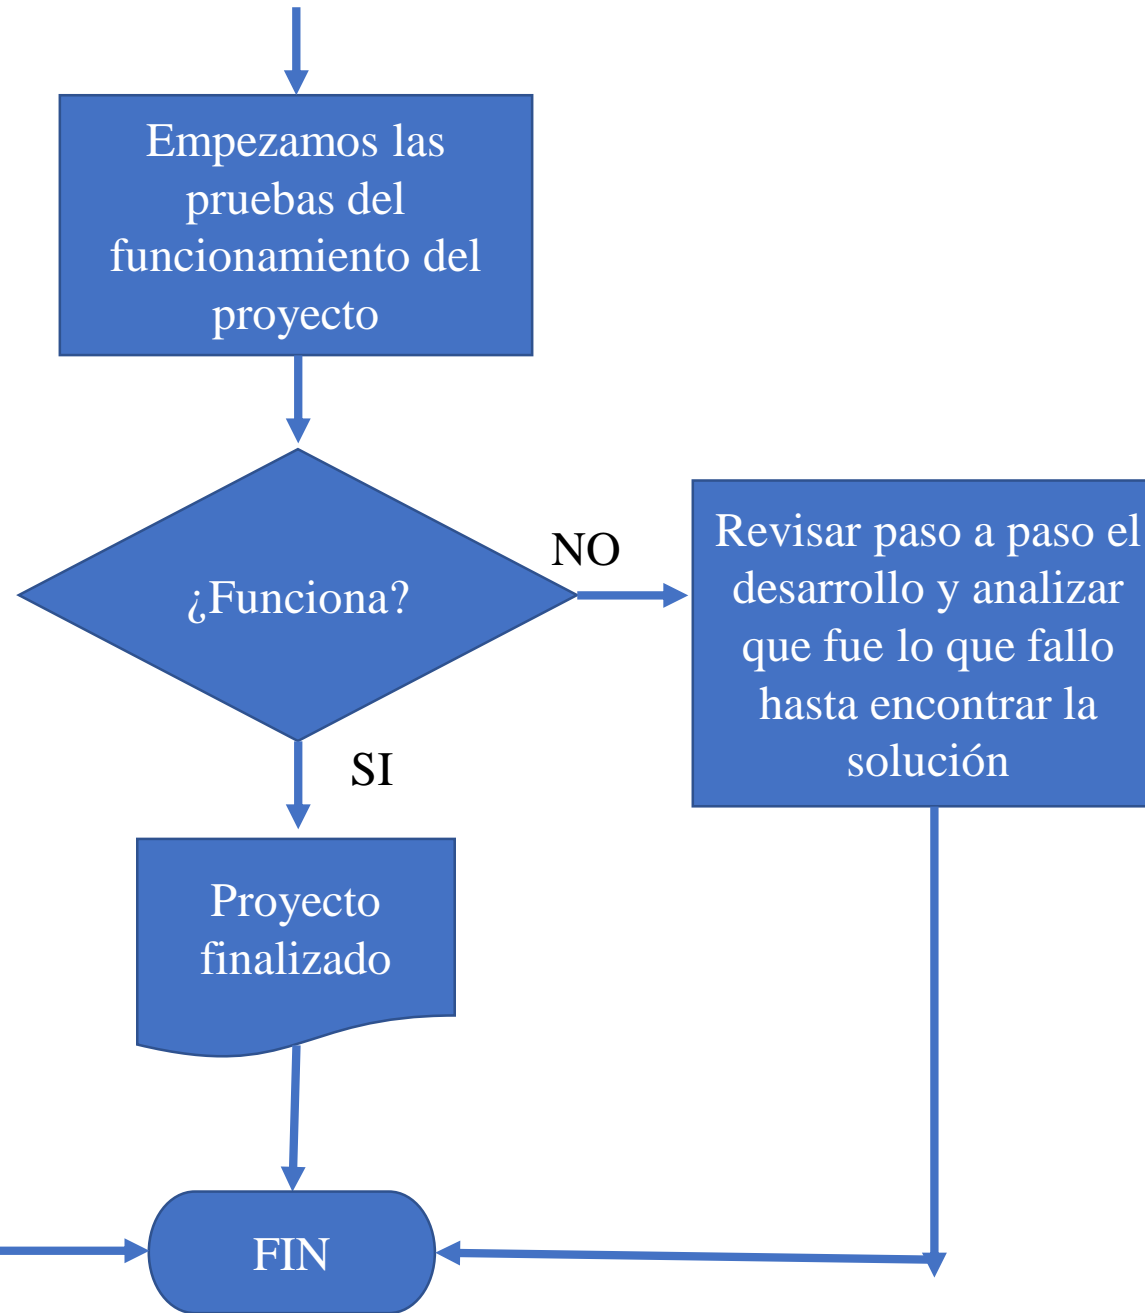 Empezamos las
pruebas del
funcionamiento del
proyecto
¿Funciona?
NO
Revisar paso a paso el
desarrollo y analizar
que fue lo que fallo
hasta encontrar la
solución
SI
Proyecto
finalizado
FIN